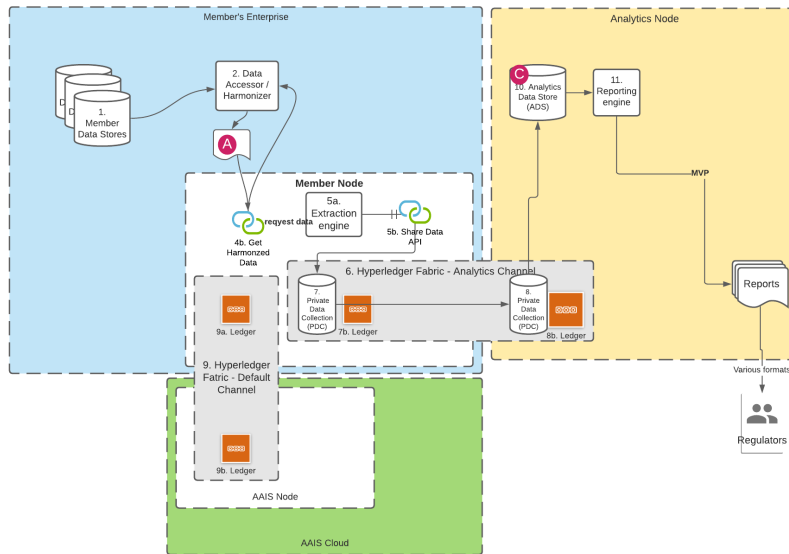 Member's Enterprise
Analytics Node
D
D
1.
Member
Data Stores
2. Data
Accessor /
Harmonizer
A
C
10. Analytics
Data Store
(ADS)
11.
Reporting
engine
MVP
Member Node
reqyest data
4b. Get
Harmonzed
Data
5a.
Extraction
engine
5b. Share Data
API
6. Hyperledger Fabric - Analytics Channel
7.
Private
Data
Collection
(PDC)
7b. Ledger
8.
Private
Data
Collection
(PDC)
8b. Ledger
Reports
Various formats
Regulators
9a. Ledger
9. Hyperledger
Fatric - Default
Channel
9b. Ledger
AAIS Node
AAIS Cloud